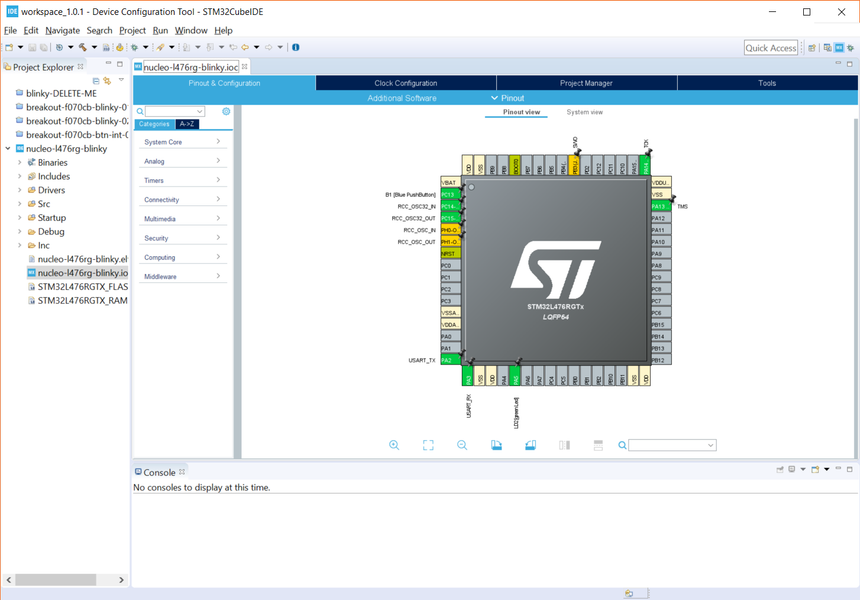 IDE workspace_1.0.1 - Device Configuration Tool - STM32CubeIDE
File Edit Navigate Search Project Run Window Help
Quick Access
Project Explorer
nucleo-l476rg-blinky.ioc
blinky-DELETE-ME
breakout-f070cb-blinky-0
breakout-f070cb-blinky-02
breakout-f070cb-btn-int-0
nucleo-l476rg-blinky
Binaries
Includes
Drivers
Src
Startup
Debug
Inc
nucleo-l476rg-blinky.el
nucleo-l476rg-blinky.io
STM32L476RGTX_FLAS
STM32L476RGTX_RAM
Pinout & Configuration
Clock Configuration
Project Manager
Tools
Additional Software
Pinout
Pinout view
System view
Categories
A->Z
System Core
Analog
Timers
Connectivity
Multimedia
Security
Computing
Middleware
SWO
TCK
VDD
VSS
PB9
PB8
BOOT0
PB7
PB6
PB5
PB4
PD2
PC12
PC11
PC10
PA15
VBAT
B1 [Blue PushButton]
PC13
RCC_OSC32_IN
PC14-
RCC_OSC32_OUT
PC15-
RCC_OSC_IN
PH0-O
RCC_OSC_OUT
PH1-O
NRST
PC0
PC1
PC2
PC3
VSSA
VDDA
PA0
PA1
USART_TX
PA2
ST
STM32L476RGTx
LQFP64
VDDU
VSS
PA13
TMS
PA12
PA11
PA10
PA9
PA8
PC9
PC8
PC7
PC6
PB15
PB14
PB13
PB12
PA3
VSS
VDD
PA4
PA5
PA6
PA7
PC4
PC5
PB0
PB1
PB2
PB10
PB11
VSS
VDD
USART_RX
LD2 [green Led]
Console
No consoles to display at this time.